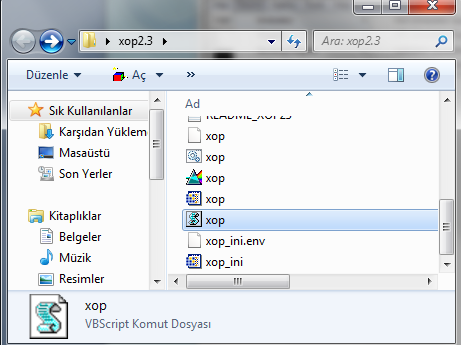 xop2.3
Ara: xop2.3
Düzenle
Aç
»
Sık Kullanılanlar
Karşıdan Yüklem
Masaüstü
Son Yerler
Kitaplıklar
Belgeler
Müzik
Resimler
Ad
README_XOP23
xop
xop
xop
xop
xop
xop_ini.env
xop_ini
xop
VBScript Komut Dosyası